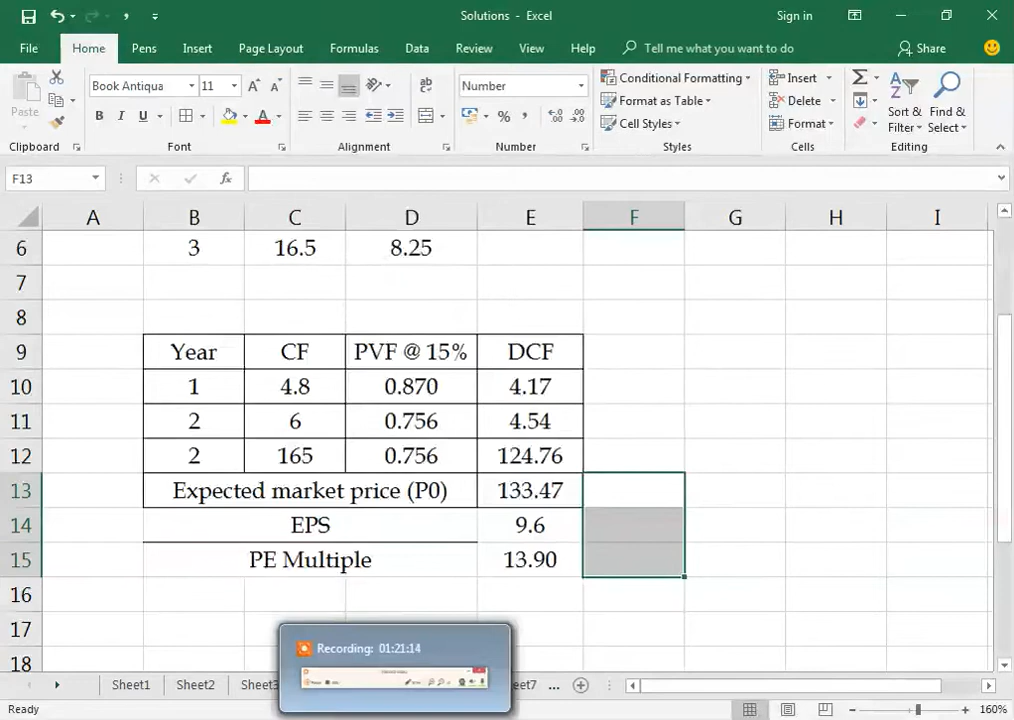 Solutions - Excel
Sign in
File Home Pens Insert Page Layout Formulas Data Review View Help Tell me what you want to do Share
Book Antiqua 11
Paste
B I U A
ab
Number
% ,
Conditional Formatting
Format as Table
Cell Styles
Insert
Delete
Format
Sort & Filter
Find & Select
Clipboard Font Alignment Number Styles Cells Editing
F13 fx
A B C D E F G H I
6 3 16.5 8.25
7
8
9 Year CF PVF @ 15% DCF
10 1 4.8 0.870 4.17
11 2 6 0.756 4.54
12 2 165 0.756 124.76
13 Expected market price (P0) 133.47
14 EPS 9.6
15 PE Multiple 13.90
16
17
18
Recording: 01:21:14
Sheet1 Sheet2 Sheet3 eet7 ...
Ready 160%